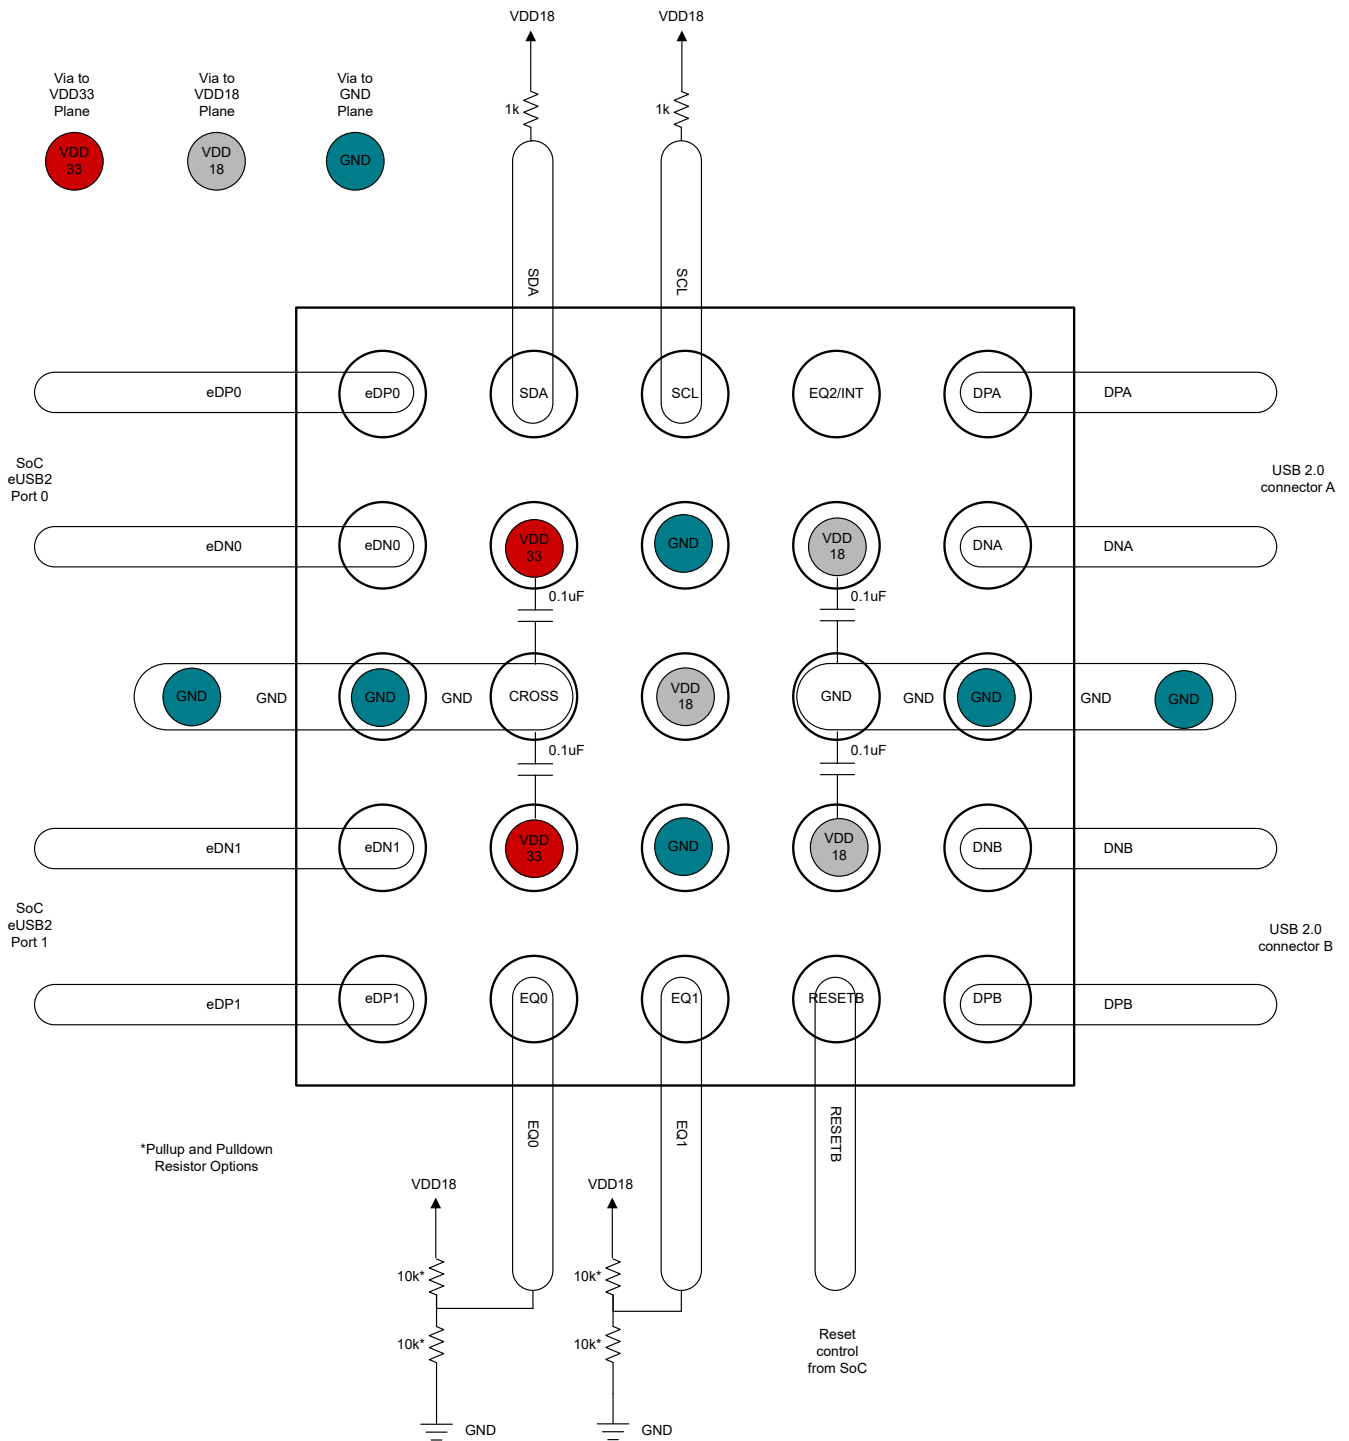 VDD18
VDD18
Via to
VDD33
Plane
Via to
VDD18
Plane
Via to
GND
Plane
VDD
33
VDD
18
GND
1k
1k
SDA
SCL
eDP0
eDP0
SDA
SCL
EQ2/INT
DPA
DPA
SoC
eUSB2
Port 0
USB 2.0
connector A
eDN0
eDN0
VDD
33
GND
VDD
18
DNA
DNA
0.1uF
0.1uF
GND
GND
GND
GND
CROSS
VDD
18
GND
GND
GND
GND
GND
0.1uF
0.1uF
eDN1
eDN1
VDD
33
GND
VDD
18
DNB
DNB
SoC
eUSB2
Port 1
USB 2.0
connector B
eDP1
eDP1
EQ0
EQ1
RESETB
DPB
DPB
EQ0
EQ1
RESETB
*Pullup and Pulldown
Resistor Options
VDD18
VDD18
10k*
10k*
10k*
10k*
Reset
control
from SoC
GND
GND